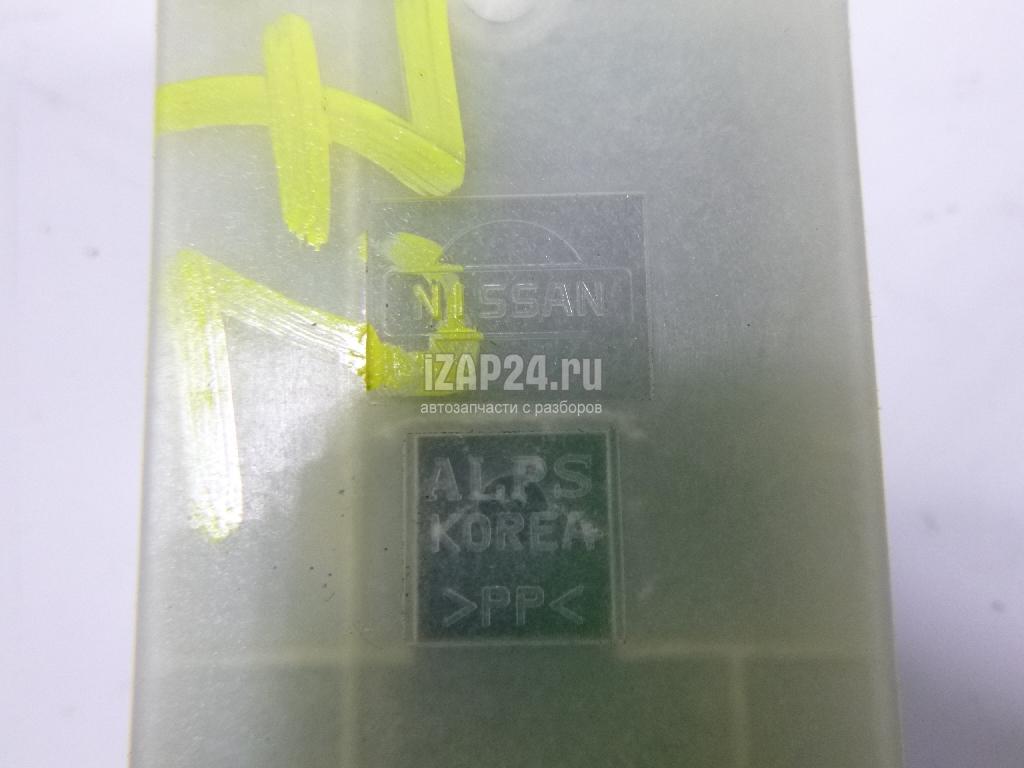 NISSAN
iZAP24.ru
автозапчасти с разборов
ALPS
KOREA
>PP<